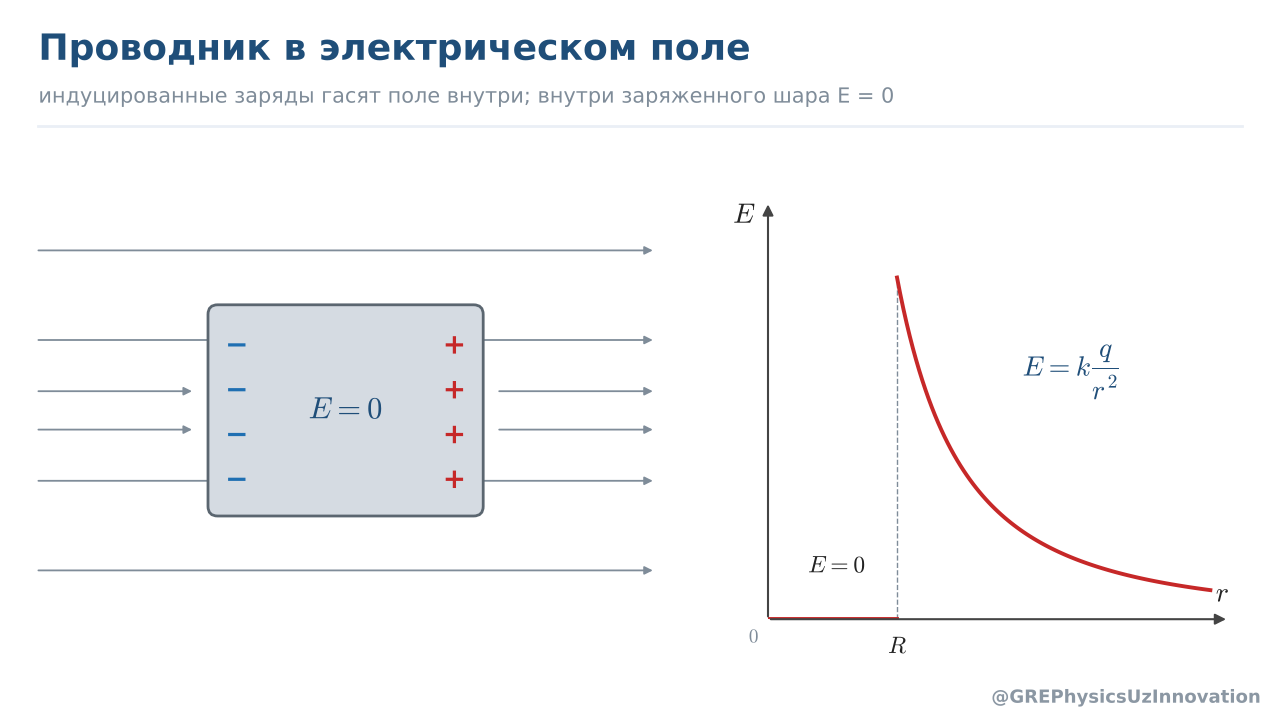 Проводник в электрическом поле
индуцированные заряды гасят поле внутри; внутри заряженного шара E = 0
E
− +
− +
E = 0
− +
− +
E = k q/r²
E = 0
r
0
R
@GREPhysicsUzInnovation